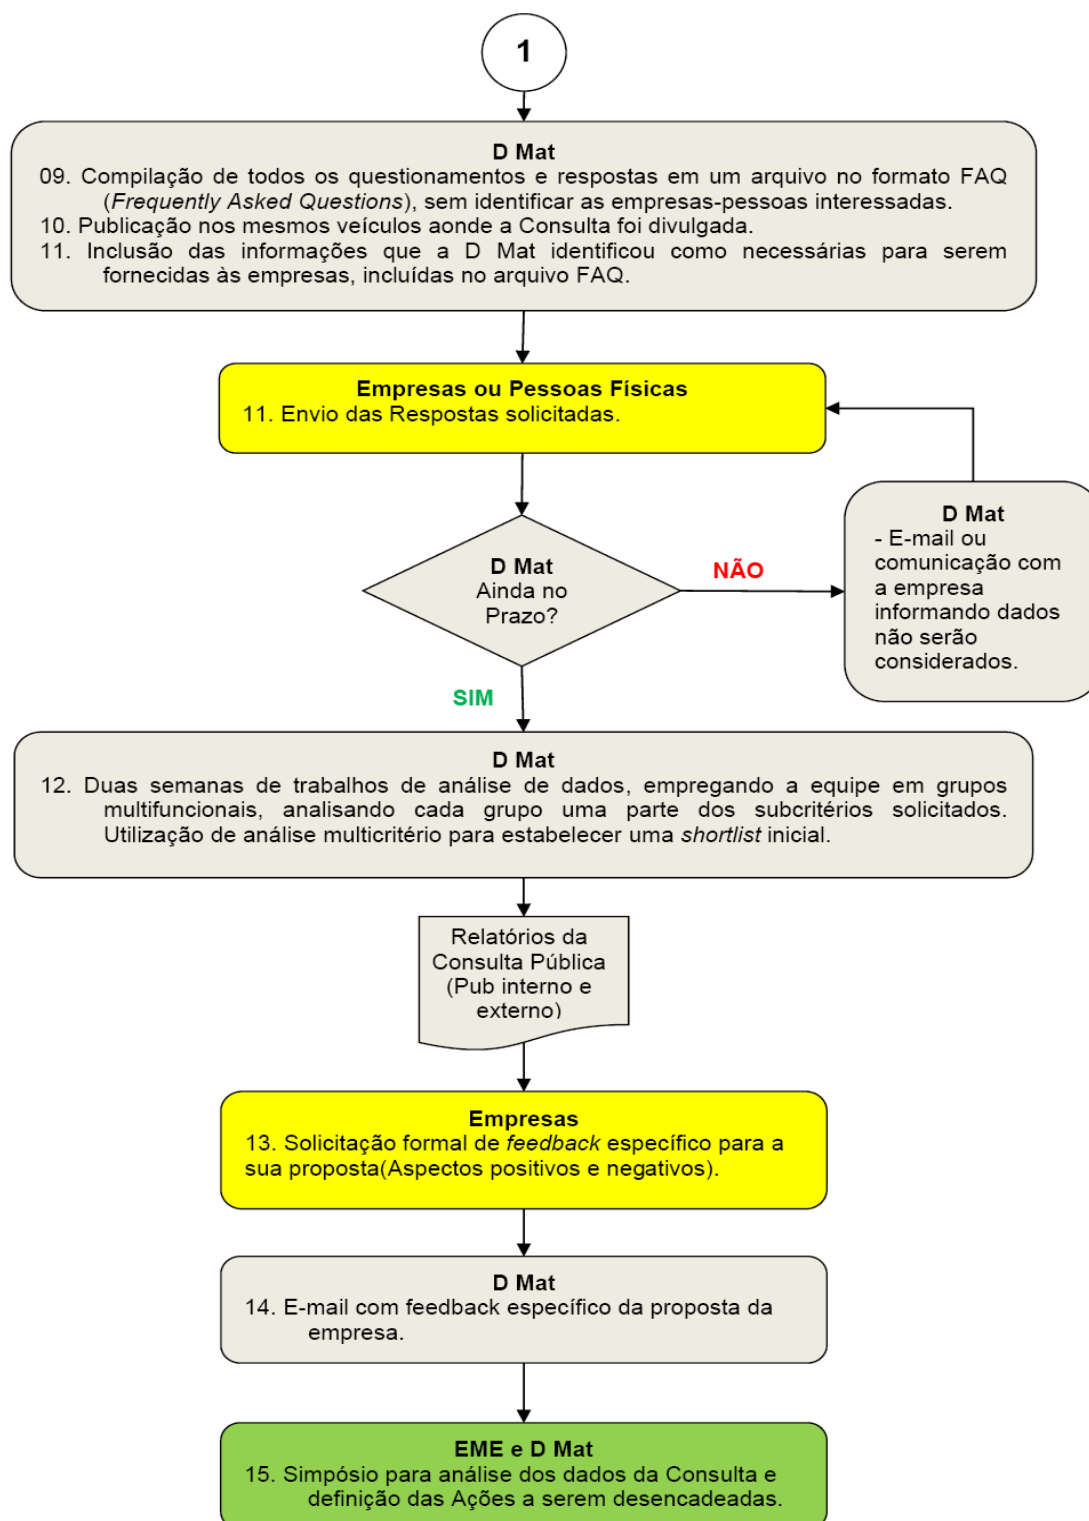 1
D Mat
09. Compilação de todos os questionamentos e respostas em um arquivo no formato FAQ
(Frequently Asked Questions), sem identificar as empresas-pessoas interessadas.
10. Publicação nos mesmos veículos aonde a Consulta foi divulgada.
11. Inclusão das informações que a D Mat identificou como necessárias para serem
fornecidas às empresas, incluídas no arquivo FAQ.
Empresas ou Pessoas Físicas
11. Envio das Respostas solicitadas.
D Mat
Ainda no
Prazo?
NÃO
D Mat
- E-mail ou
comunicação com
a empresa
informando dados
não serão
considerados.
SIM
D Mat
12. Duas semanas de trabalhos de análise de dados, empregando a equipe em grupos
multifuncionais, analisando cada grupo uma parte dos subcritérios solicitados.
Utilização de análise multicritério para estabelecer uma shortlist inicial.
Relatórios da
Consulta Pública
(Pub interno e
externo)
Empresas
13. Solicitação formal de feedback específico para a
sua proposta(Aspectos positivos e negativos).
D Mat
14. E-mail com feedback específico da proposta da
empresa.
EME e D Mat
15. Simpósio para análise dos dados da Consulta e
definição das Ações a serem desencadeadas.